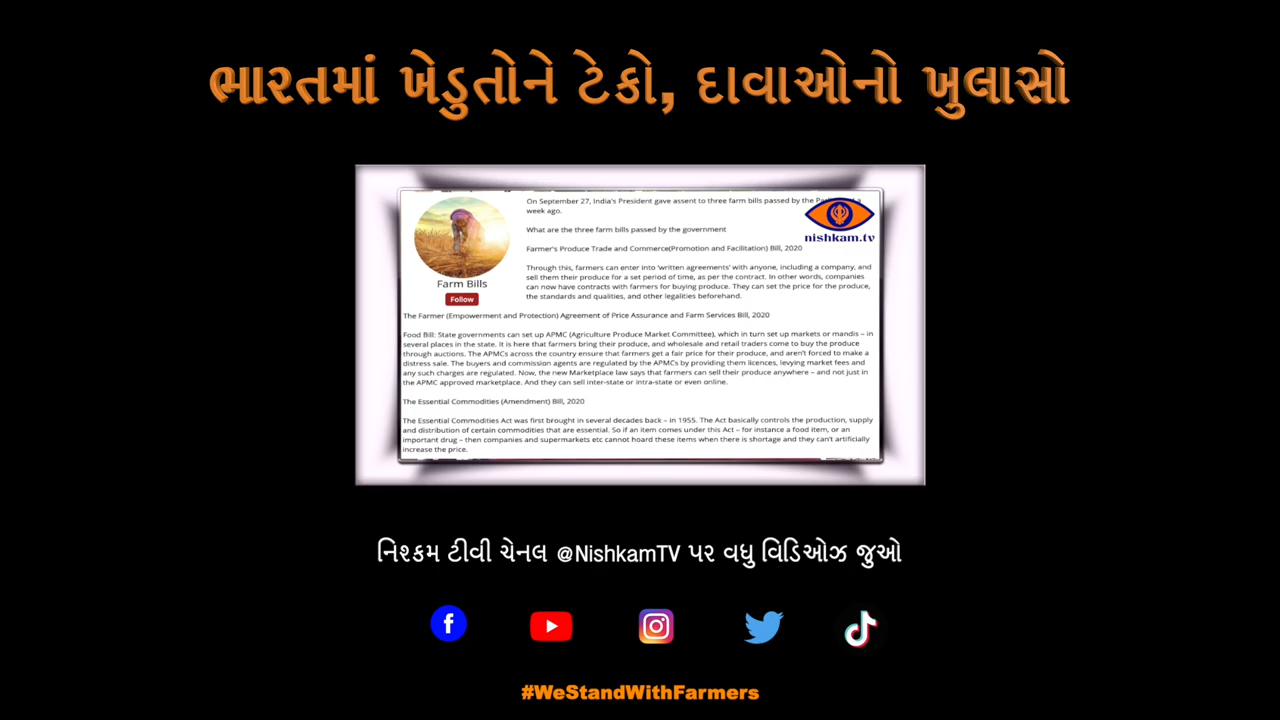 ભારતમાં ખેડુતોને ટેકો, દાવાઓનો ખુલાસો
On September 27, India's President gave assent to three farm bills passed by the a
week ago.
nishkam.tv
What are the three farm bills passed by the government
Farmer's Produce Trade and Commerce(Promotion and Facilitation) Bill, 2020
Through this, farmers can enter into 'written agreements' with anyone, including a company, and
sell them their produce for a set period of time, as per the contract. In other words, companies
can now have contracts with farmers for buying produce. They can set the price for the produce,
the standards and qualities, and other legalities beforehand.
Farm Bills
Follow
The Farmer (Empowerment and Protection) Agreement of Price Assurance and Farm Services Bill, 2020
Food Bill: State governments can set up APMC (Agriculture Produce Market Committee), which in turn set up markets or mandis – in
several places in the state. It is here that farmers bring their produce, and wholesale and retail traders come to buy the produce
through auctions. The APMCs across the country ensure that farmers get a fair price for their produce, and aren't forced to make a
distress sale. The buyers and commission agents are regulated by the APMCs by providing them licences, levying market fees and
any such charges are regulated. Now, the new Marketplace law says that farmers can sell their produce anywhere – and not just in
the APMC approved marketplace. And they can sell inter-state or intra-state or even online.
The Essential Commodities (Amendment) Bill, 2020
The Essential Commodities Act was first brought in several decades back – in 1955. The Act basically controls the production, supply
and distribution of certain commodities that are essential. So if an item comes under this Act – for instance a food item, or an
important drug – then companies and supermarkets etc cannot hoard these items when there is shortage and they can't artificially
increase the price.
નિશ્કમ ટીવી ચેનલ @NishkamTV પર વધુ વિડિઓઝ જુઓ
#WeStandWithFarmers